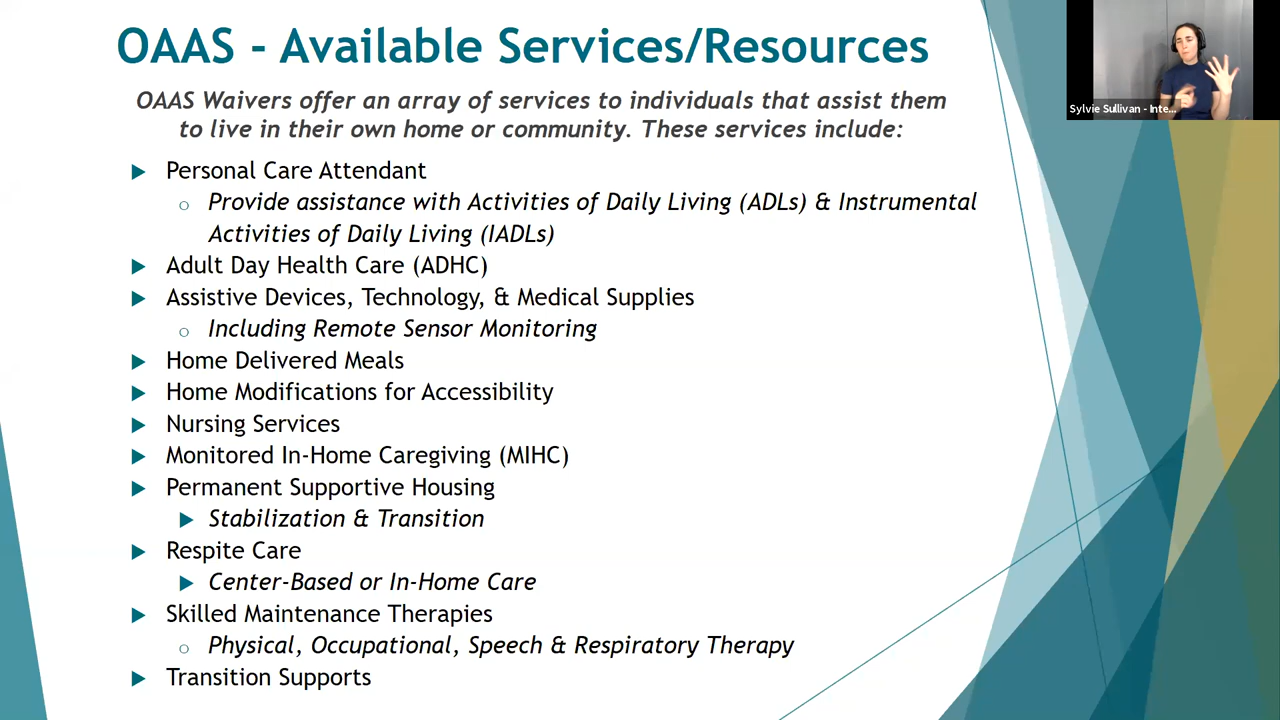 OAAS - Available Services/Resources
OAAS Waivers offer an array of services to individuals that assist them
to live in their own home or community. These services include:
Personal Care Attendant
Provide assistance with Activities of Daily Living (ADLs) & Instrumental
Activities of Daily Living (IADLs)
Adult Day Health Care (ADHC)
Assistive Devices, Technology, & Medical Supplies
Including Remote Sensor Monitoring
Home Delivered Meals
Home Modifications for Accessibility
Nursing Services
Monitored In-Home Caregiving (MIHC)
Permanent Supportive Housing
Stabilization & Transition
Respite Care
Center-Based or In-Home Care
Skilled Maintenance Therapies
Physical, Occupational, Speech & Respiratory Therapy
Transition Supports
Sylvie Sullivan - Inte...